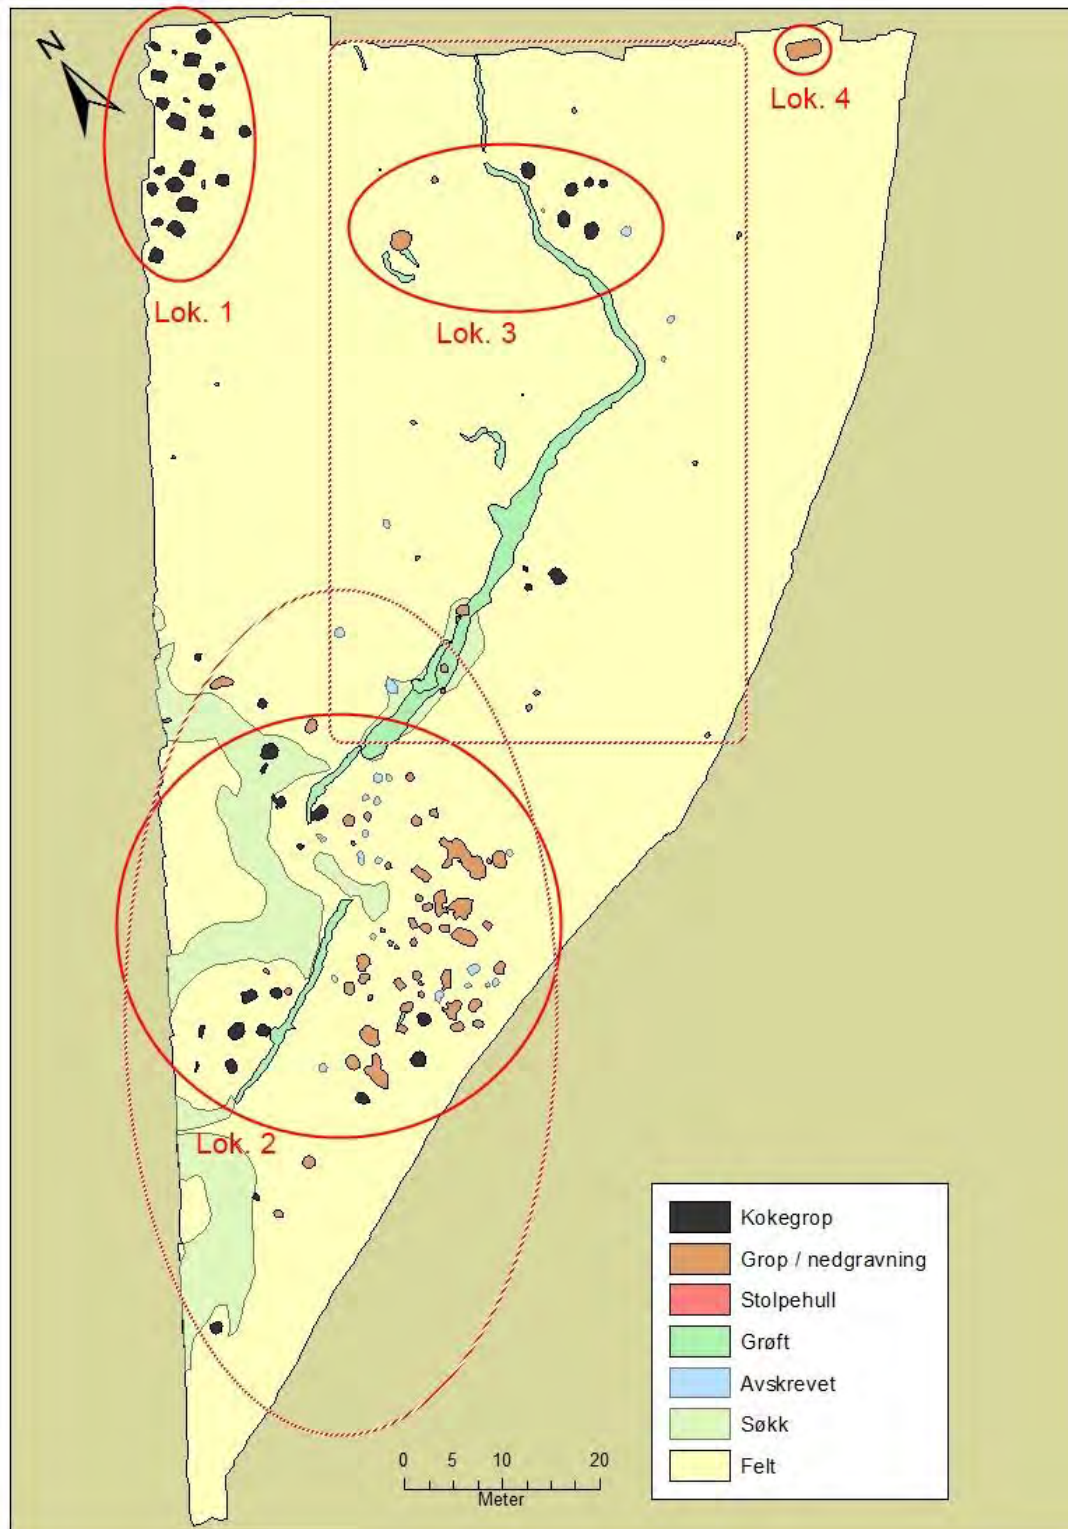 N
Lok. 4
Lok. 1
Lok. 3
Lok. 2
Kokegrop
Grop / nedgravning
Stolpehull
Grøft
Avskrevet
Søkk
Felt
0 5 10 20
Meter